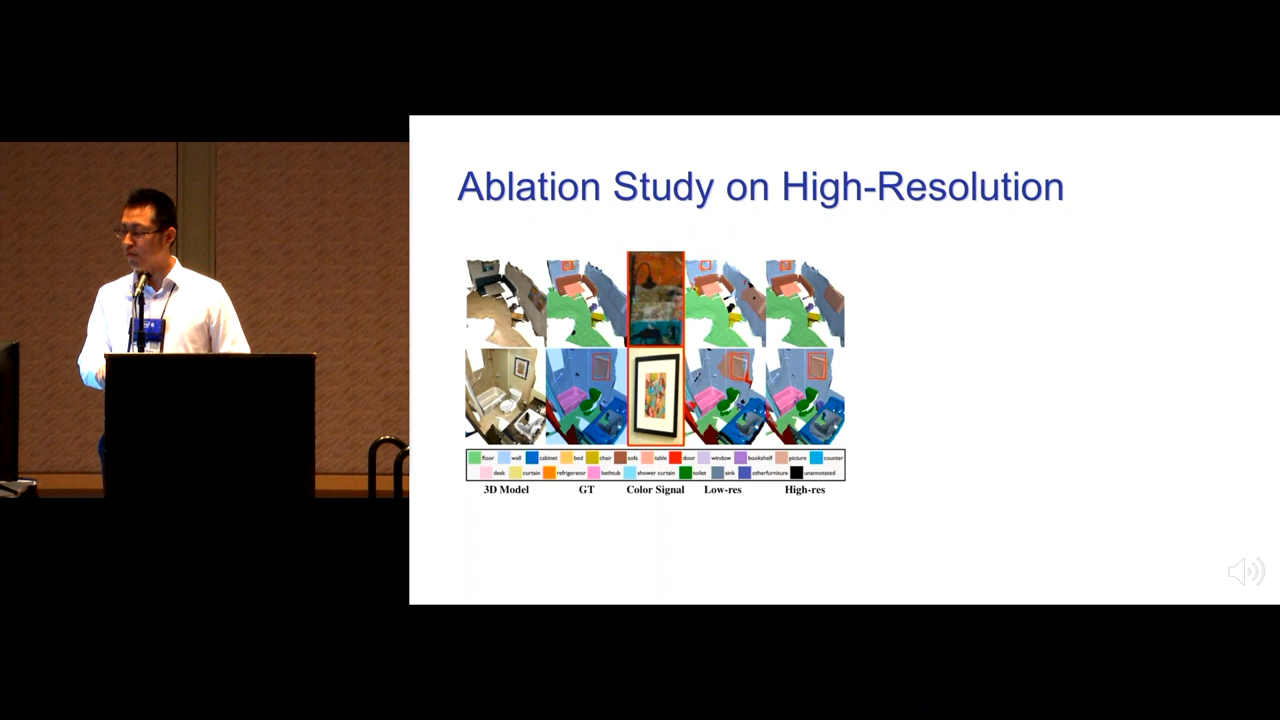 Ablation Study on High-Resolution
floor wall cabinet bed chair sofa table door window bookshelf picture counter
desk curtain refrigerator bathtub shower curtain toilet sink otherfurniture unannotated
3D Model GT Color Signal Low-res High-res